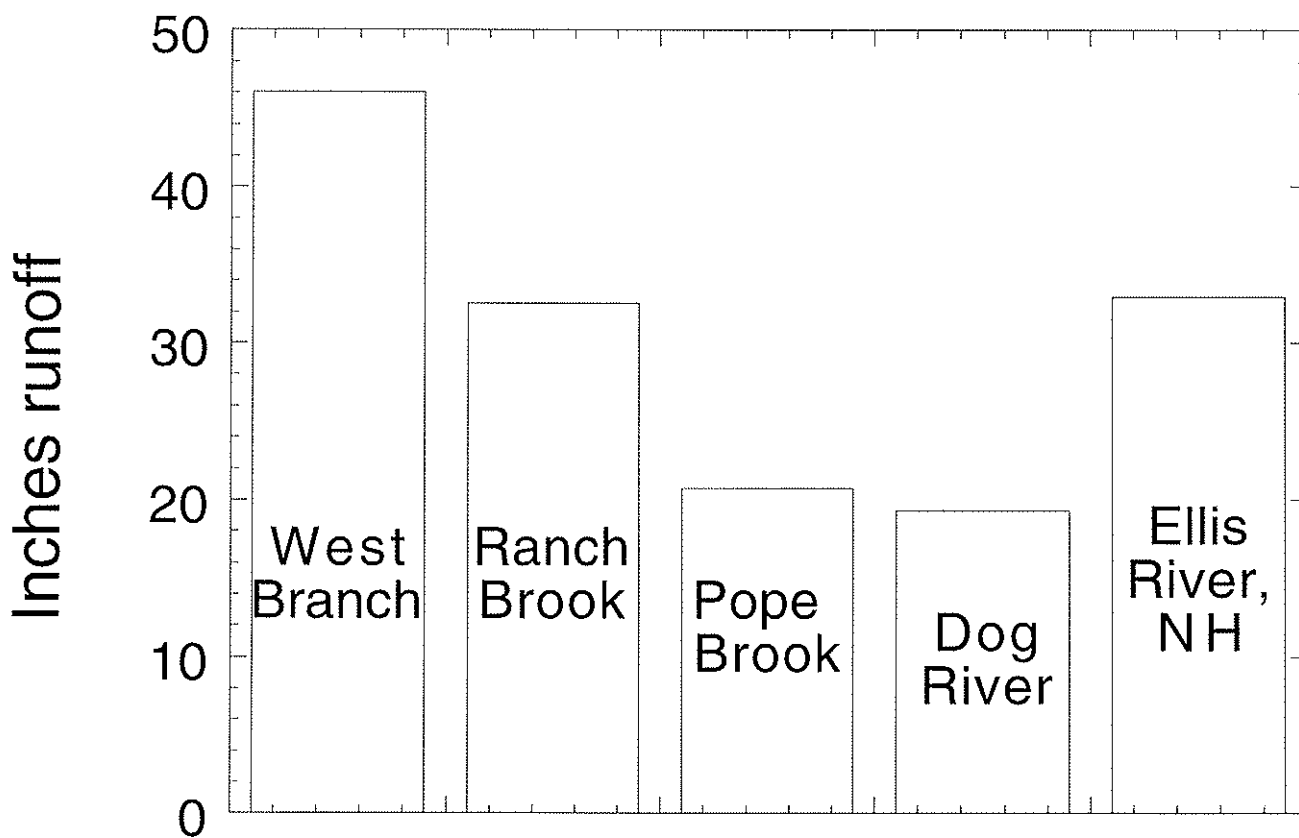 50
40
30
20
10
0
Inches runoff
West
Branch
Ranch
Brook
Pope
Brook
Dog
River
Ellis
River,
NH